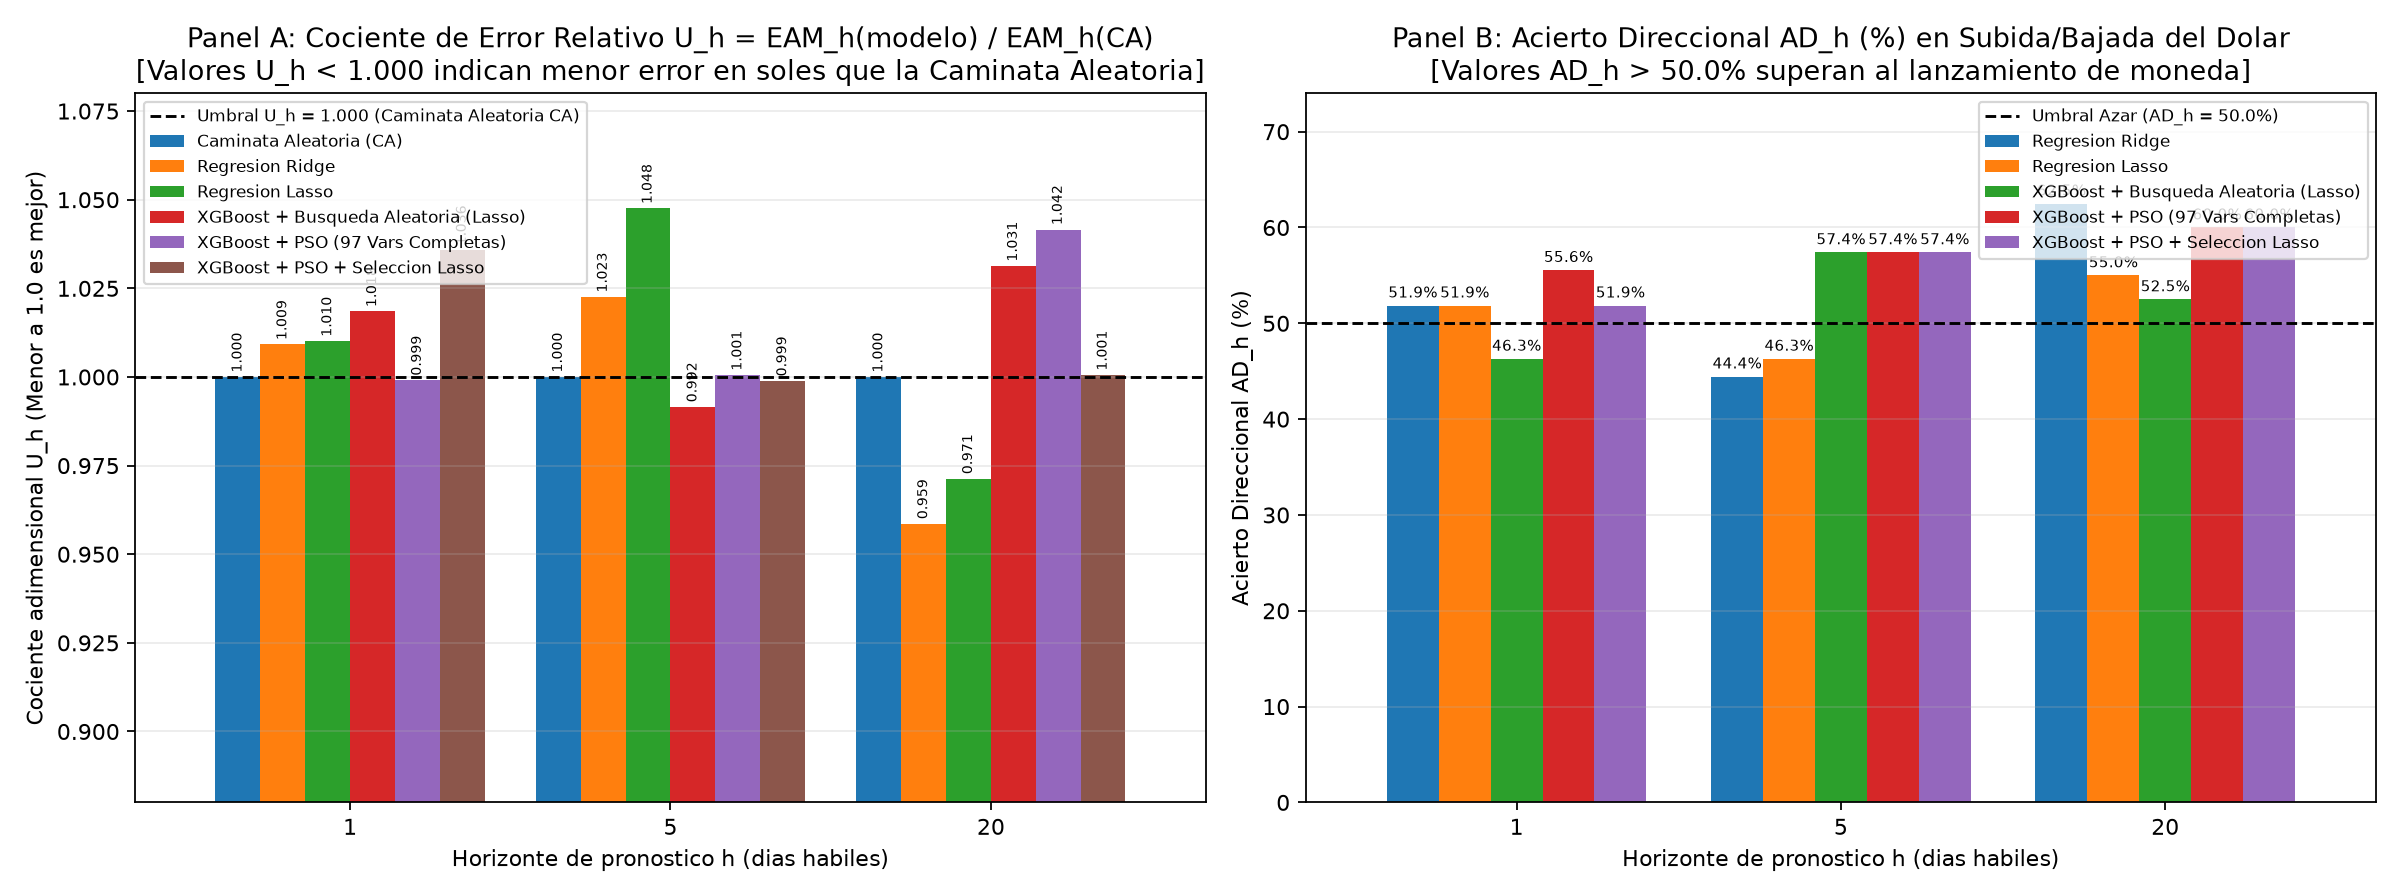 Panel A: Cociente de Error Relativo U_h = EAM_h(modelo) / EAM_h(CA)
[Valores U_h < 1.000 indican menor error en soles que la Caminata Aleatoria]
Cociente adimensional U_h (Menor a 1.0 es mejor)
1.075
1.050
1.025
1.000
0.975
0.950
0.925
0.900
Umbral U_h = 1.000 (Caminata Aleatoria CA)
Caminata Aleatoria (CA)
Regresion Ridge
Regresion Lasso
XGBoost + Busqueda Aleatoria (Lasso)
XGBoost + PSO (97 Vars Completas)
XGBoost + PSO + Seleccion Lasso
1.000
1.009
1.010
0.999
1.000
1.023
1.048
0.992
1.001
0.999
1.000
0.959
0.971
1.031
1.042
1.001
1
5
20
Horizonte de pronostico h (dias habiles)
Panel B: Acierto Direccional AD_h (%) en Subida/Bajada del Dolar
[Valores AD_h > 50.0% superan al lanzamiento de moneda]
Acierto Direccional AD_h (%)
70
60
50
40
30
20
10
0
Umbral Azar (AD_h = 50.0%)
Regresion Ridge
Regresion Lasso
XGBoost + Busqueda Aleatoria (Lasso)
XGBoost + PSO (97 Vars Completas)
XGBoost + PSO + Seleccion Lasso
51.9%
51.9%
46.3%
55.6%
51.9%
44.4%
46.3%
57.4%
57.4%
57.4%
55.0%
52.5%
1
5
20
Horizonte de pronostico h (dias habiles)